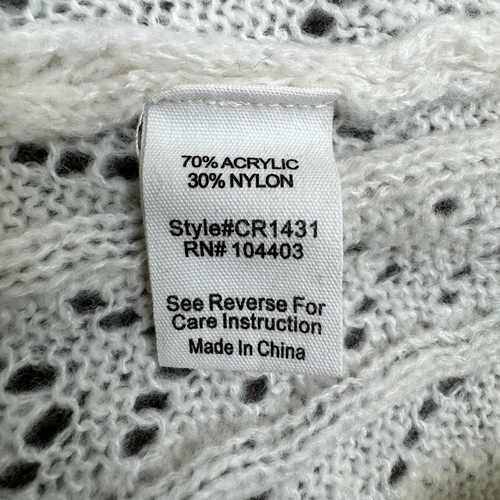 70% ACRYLIC
30% NYLON
Style#CR1431
RN# 104403
See Reverse For
Care Instruction
Made In China